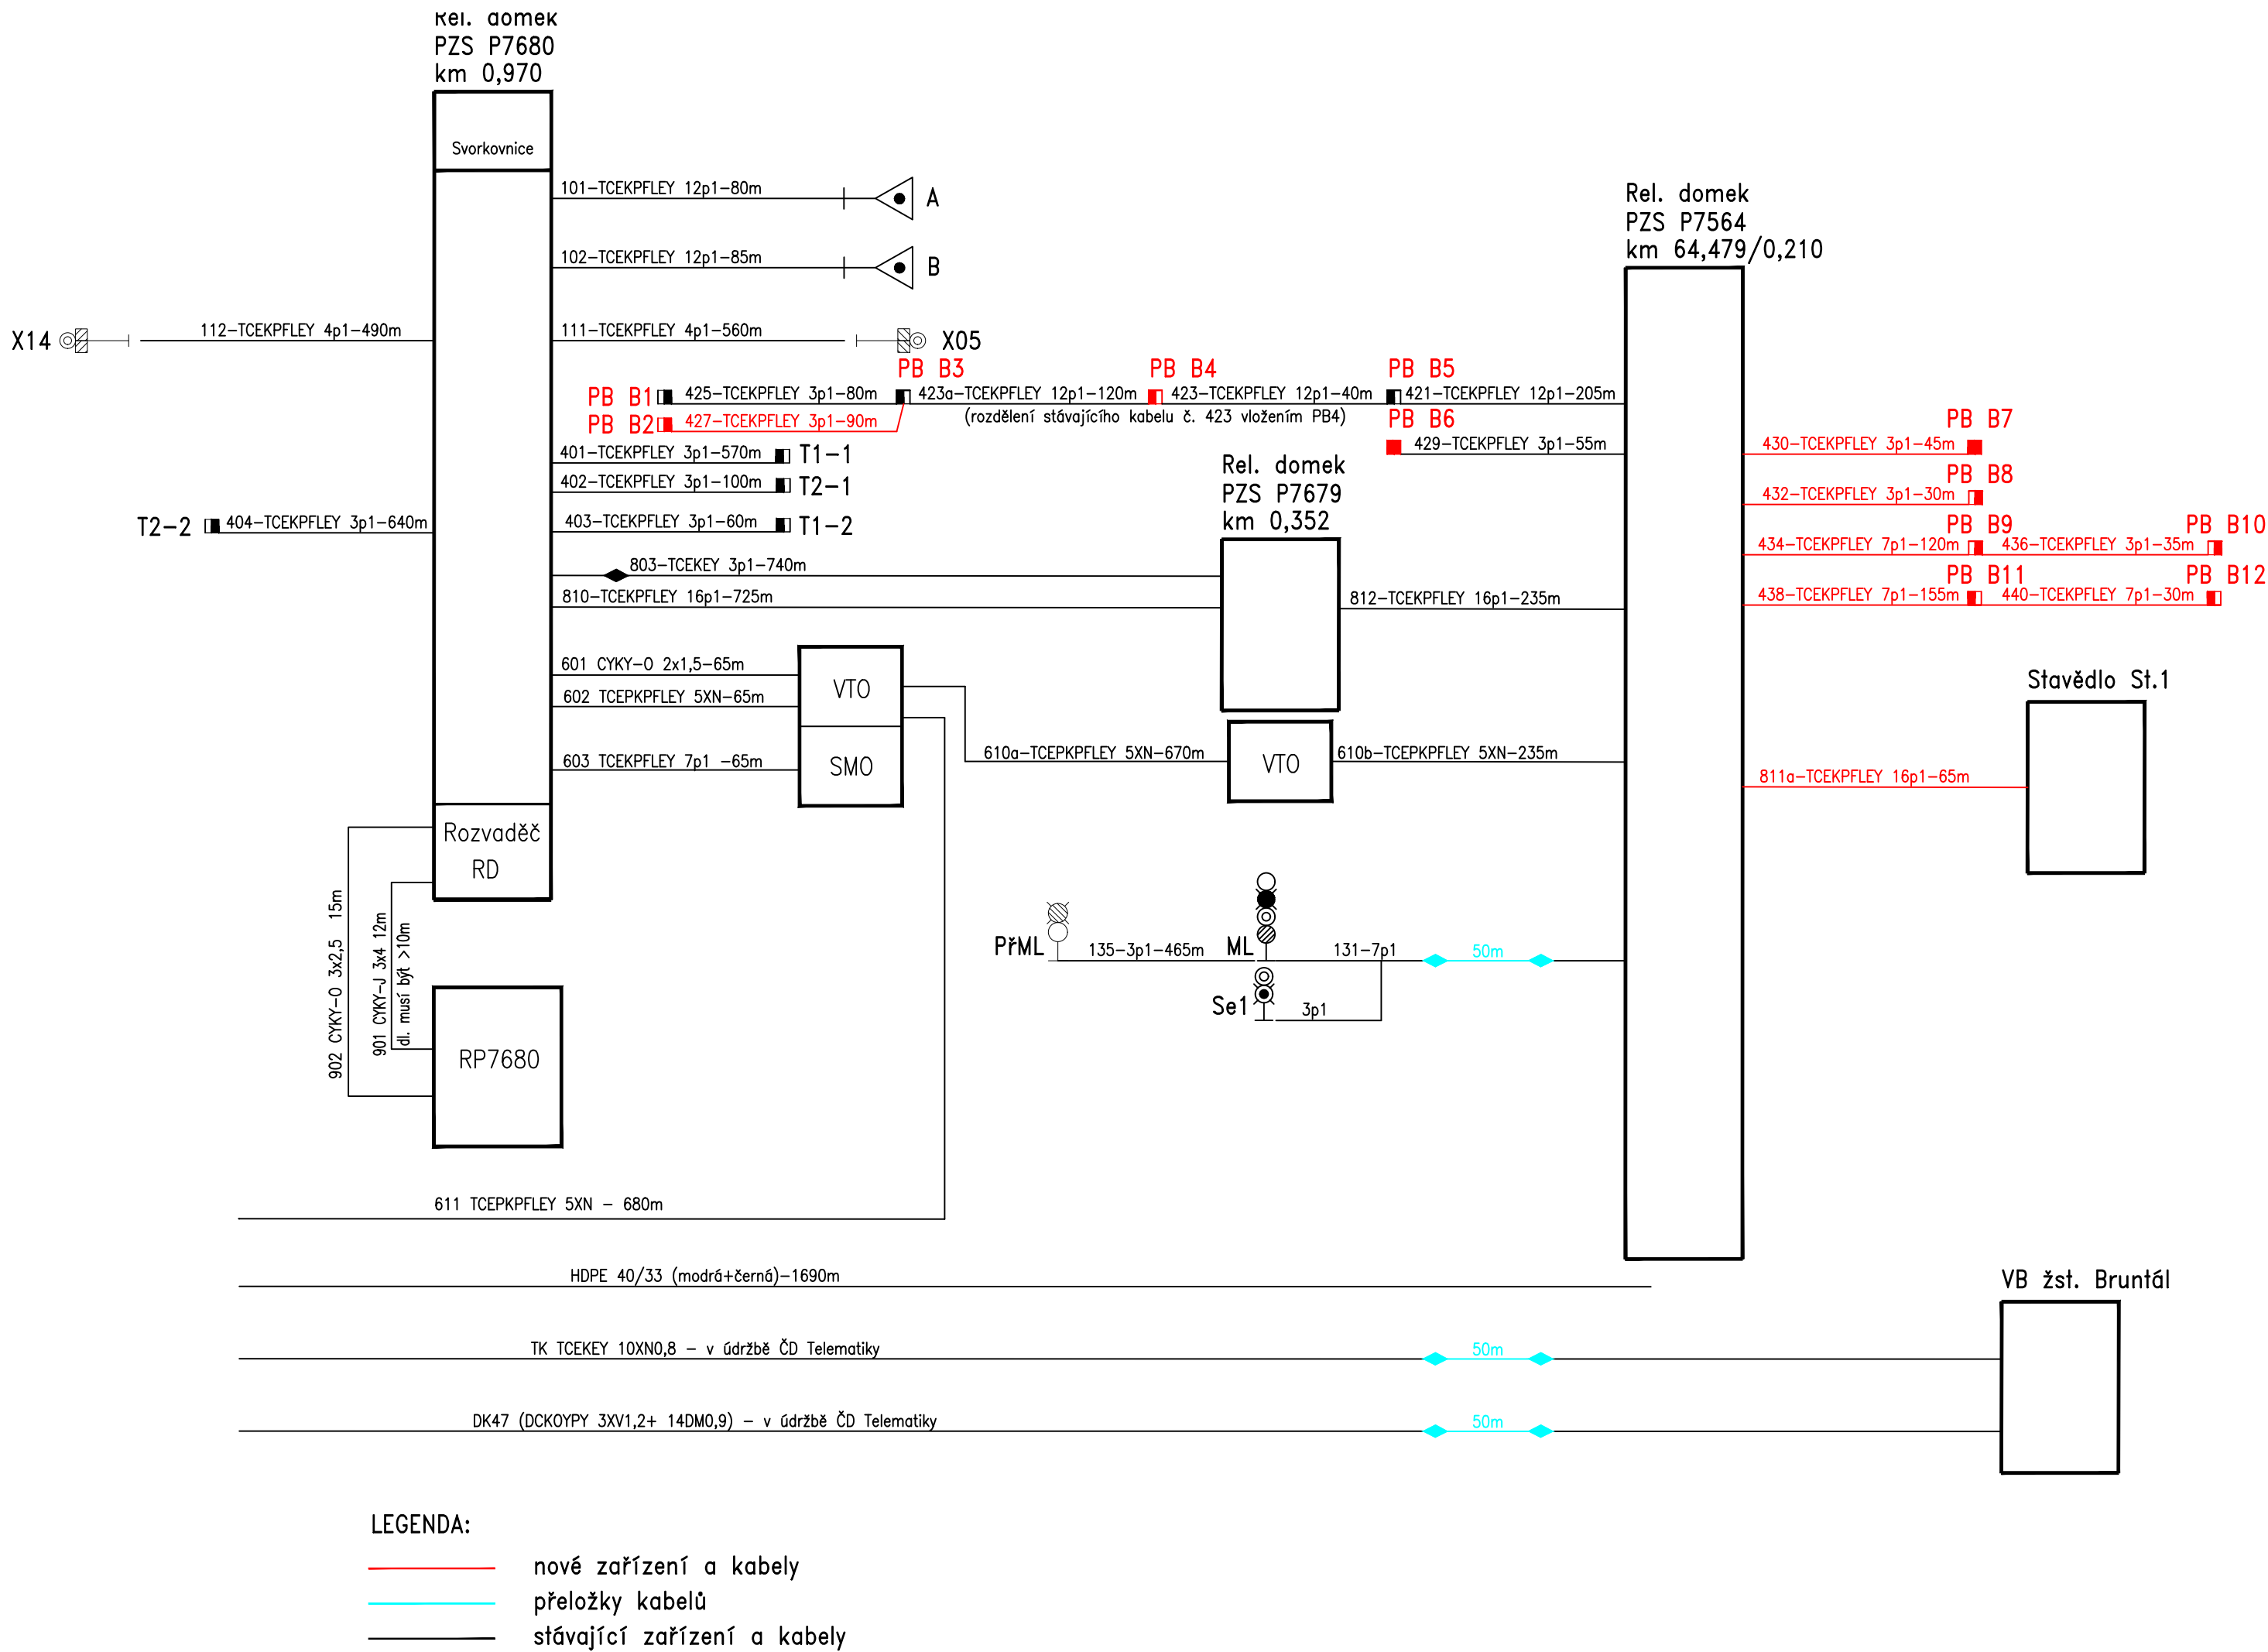 Rel. domek
PZS P7680
km 0,970
Svorkovnice
101-TCEKPFLEY 12p1-80m
A
102-TCEKPFLEY 12p1-85m
B
X14
112-TCEKPFLEY 4p1-490m
111-TCEKPFLEY 4p1-560m
X05
Rel. domek
PZS P7564
km 64,479/0,210
PB B3
PB B4
PB B5
PB B1
425-TCEKPFLEY 3p1-80m
423a-TCEKPFLEY 12p1-120m
423-TCEKPFLEY 12p1-40m
421-TCEKPFLEY 12p1-205m
(rozdělení stávajícího kabelu č. 423 vložením PB4)
PB B2
427-TCEKPFLEY 3p1-90m
PB B6
429-TCEKPFLEY 3p1-55m
PB B7
430-TCEKPFLEY 3p1-45m
401-TCEKPFLEY 3p1-570m
T1-1
402-TCEKPFLEY 3p1-100m
T2-1
T2-2
404-TCEKPFLEY 3p1-640m
403-TCEKPFLEY 3p1-60m
T1-2
Rel. domek
PZS P7679
km 0,352
PB B8
432-TCEKPFLEY 3p1-30m
PB B9
PB B10
434-TCEKPFLEY 7p1-120m
436-TCEKPFLEY 3p1-35m
PB B11
PB B12
438-TCEKPFLEY 7p1-155m
440-TCEKPFLEY 7p1-30m
803-TCEKEY 3p1-740m
810-TCEKPFLEY 16p1-725m
812-TCEKPFLEY 16p1-235m
601 CYKY-O 2x1,5-65m
602 TCEPKPFLEY 5XN-65m
VTO
603 TCEKPFLEY 7p1 -65m
SMO
610a-TCEPKPFLEY 5XN-670m
VTO
610b-TCEPKPFLEY 5XN-235m
Stavědlo St.1
811a-TCEKPFLEY 16p1-65m
Rozvaděč
RD
902 CYKY-O 3x2,5 15m
901 CYKY-J 3x4 12m
dl. musí být >10m
RP7680
PřML
135-3p1-465m
ML
131-7p1
50m
Se1
3p1
611 TCEPKPFLEY 5XN - 680m
HDPE 40/33 (modrá+černá)-1690m
VB žst. Bruntál
TK TCEKEY 10XN0,8 - v údržbě ČD Telematiky
50m
DK47 (DCKOYPY 3XV1,2+ 14DM0,9) - v údržbě ČD Telematiky
50m
LEGENDA:
nové zařízení a kabely
přeložky kabelů
stávající zařízení a kabely